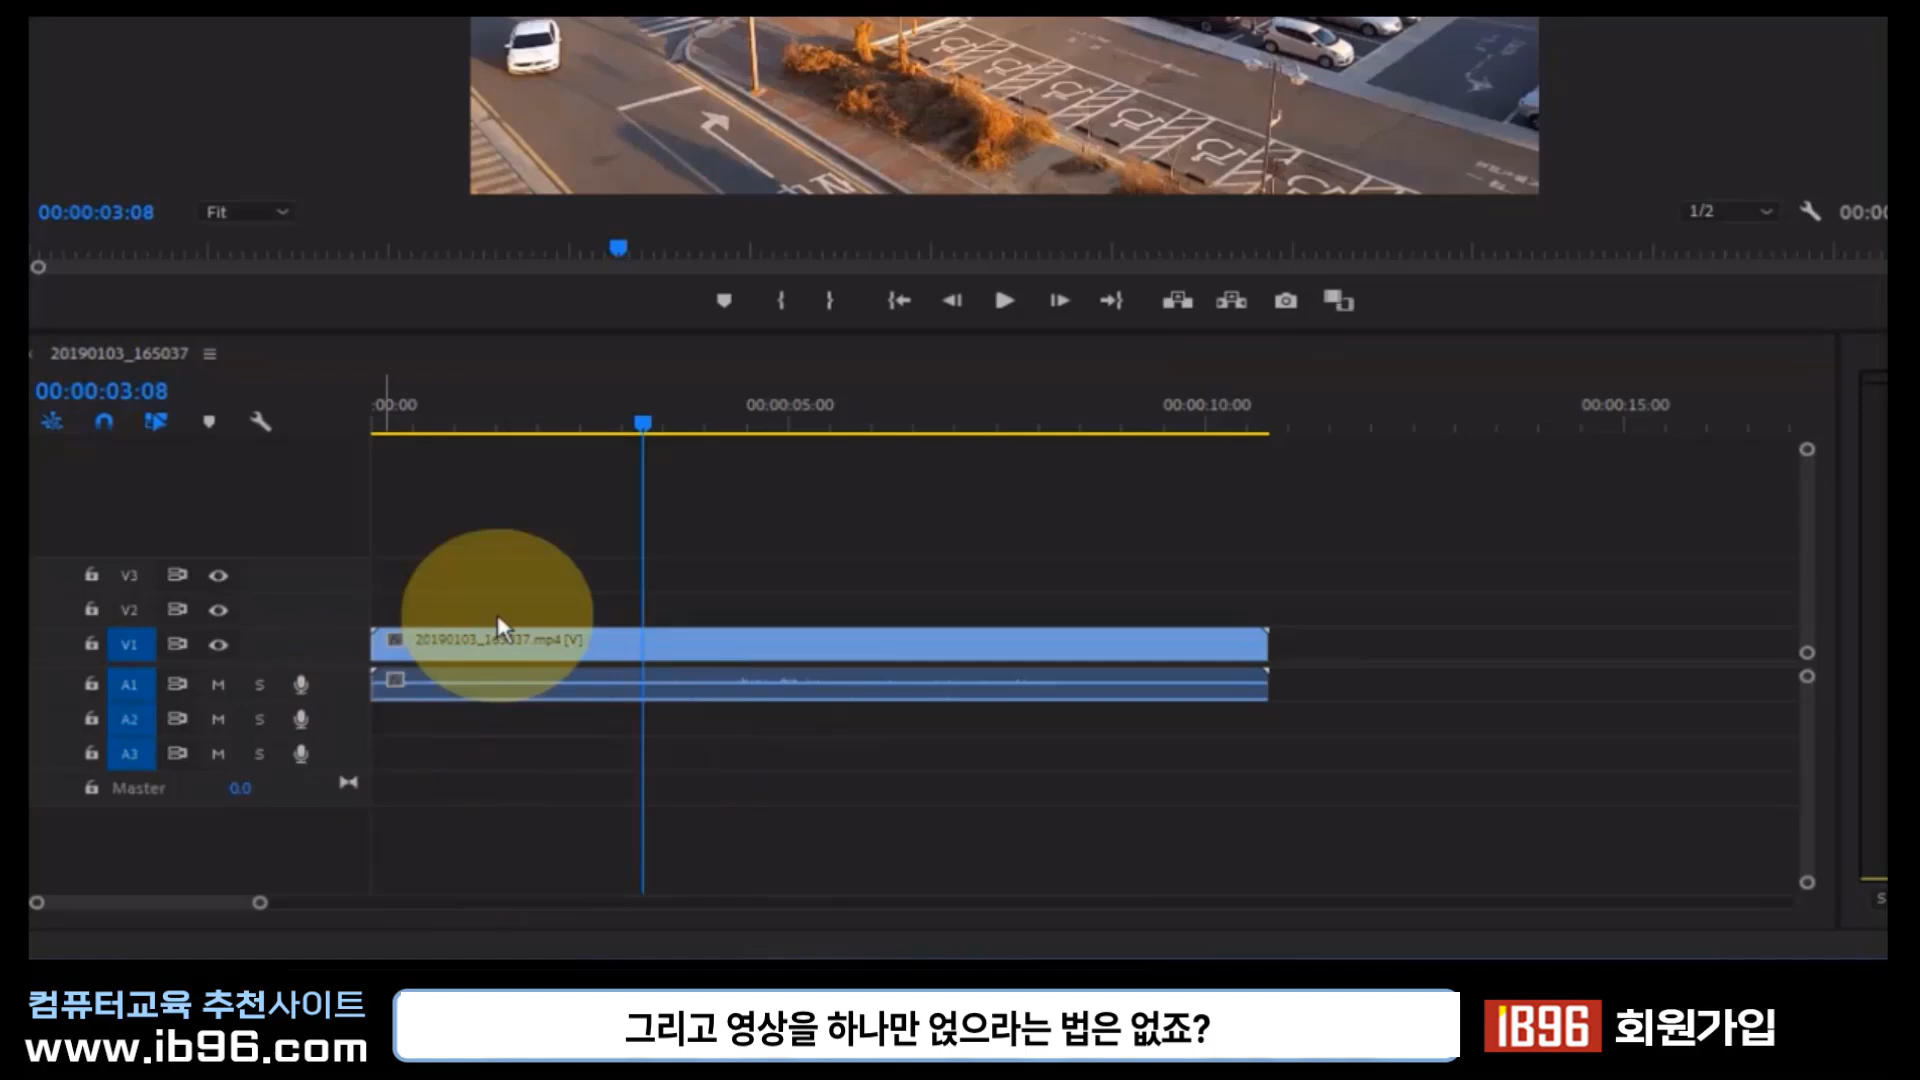 00:00:03:08
Fit
1/2
20190103_165037
00:00:03:08
:00:00
00:00:05:00
00:00:10:00
00:00:15:00
V3
V2
V1
20190103_165037.mp4 [V]
A1 M S
A2 M S
A3 M S
Master 0.0
S
컴퓨터교육 추천사이트
www.ib96.com
그리고 영상을 하나만 얹으라는 법은 없죠?
IB96 회원가입